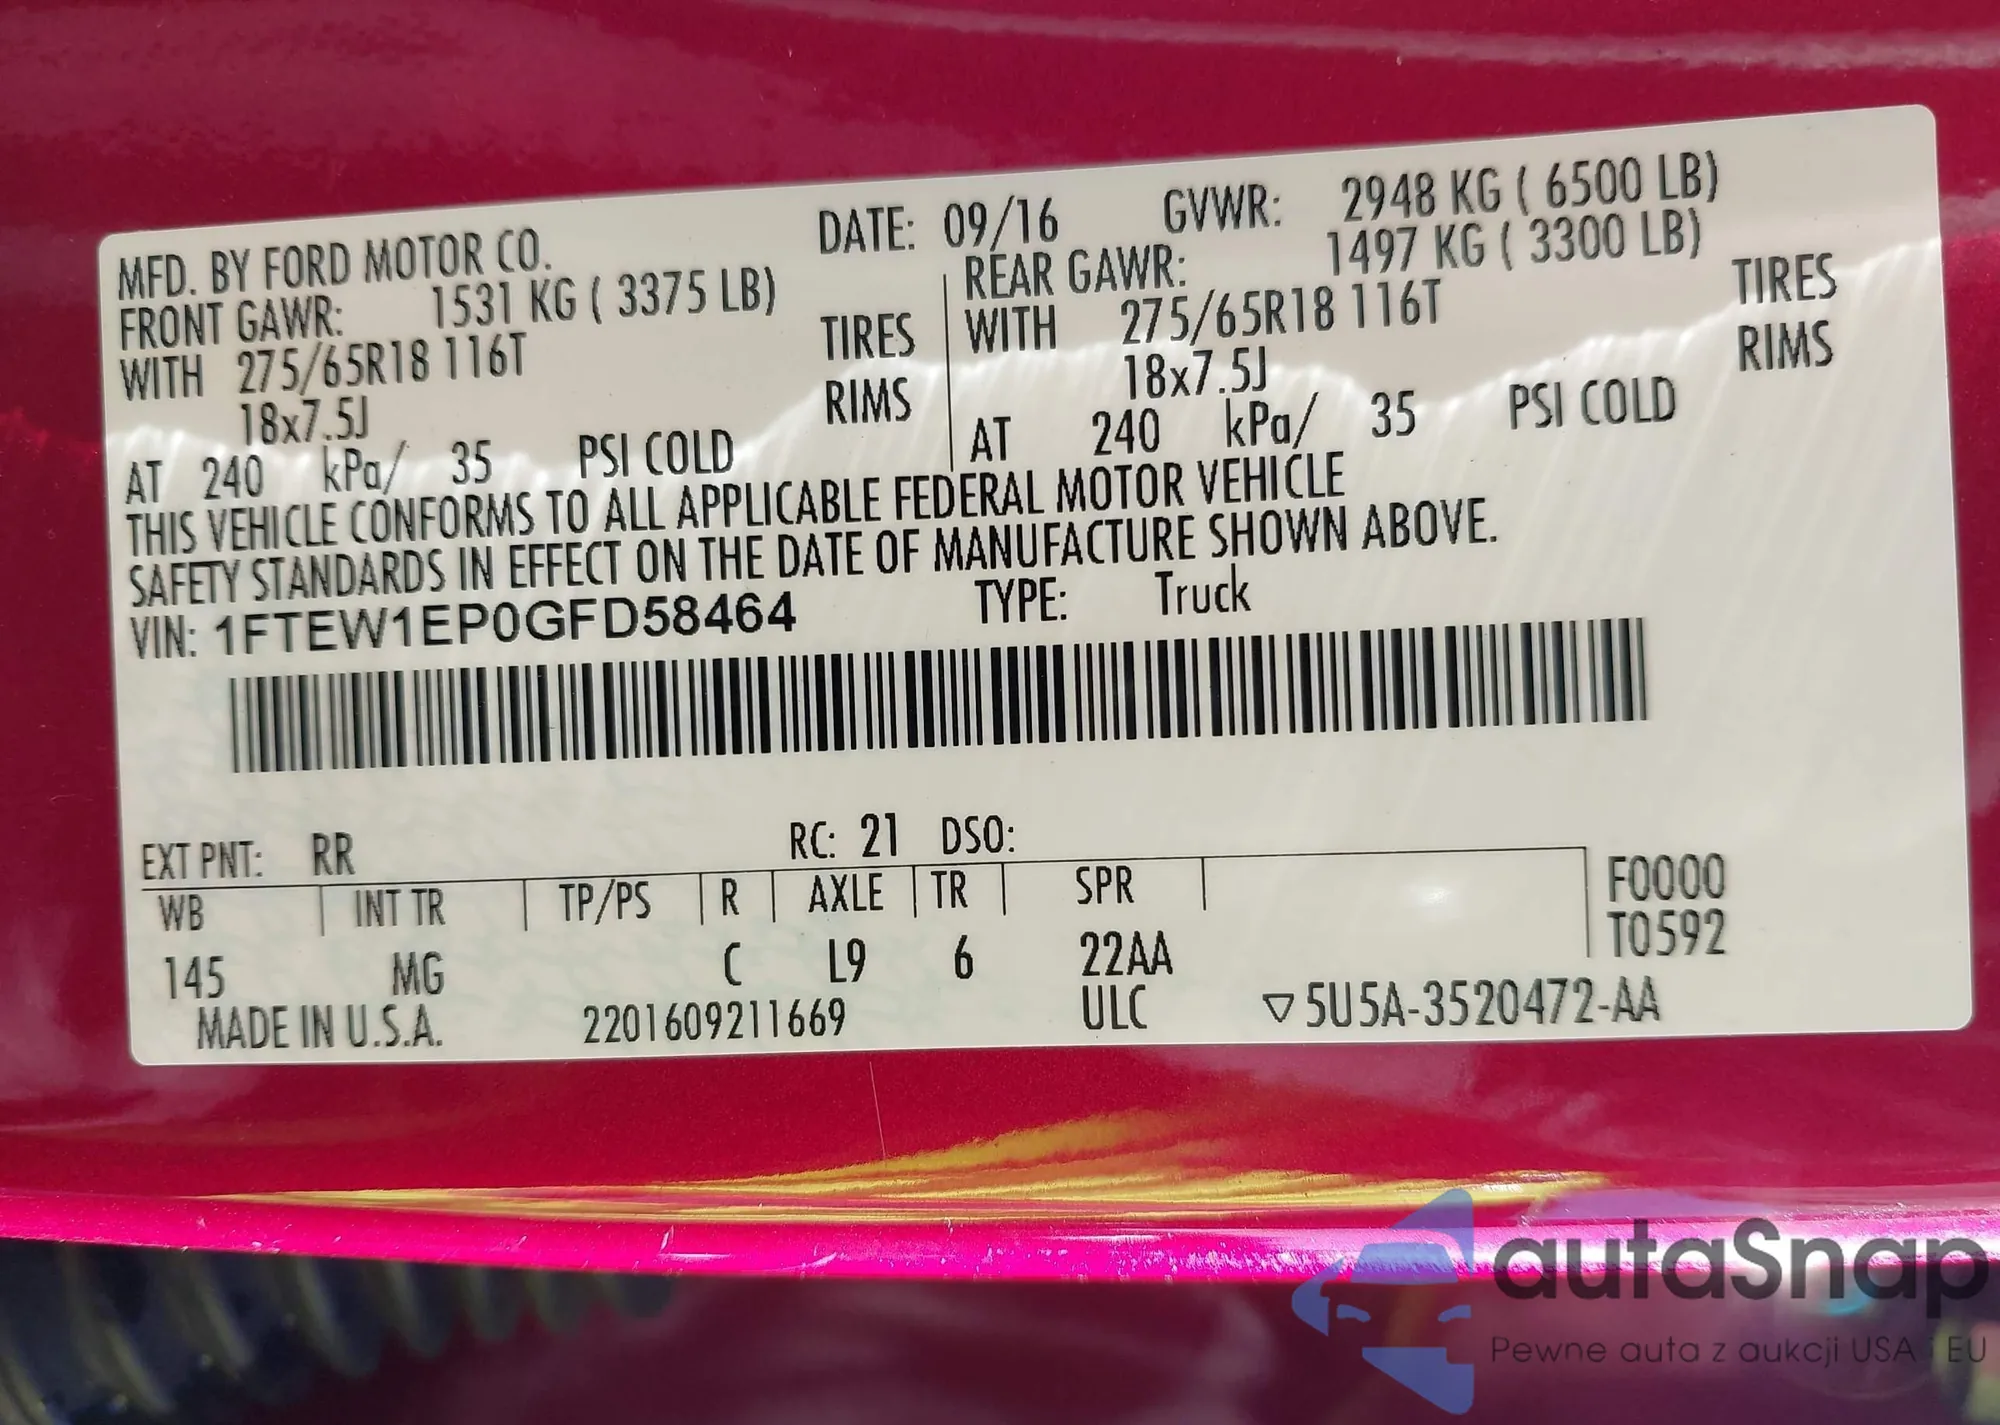 MFD. BY FORD MOTOR CO. DATE: 09/16 GVWR: 2948 KG ( 6500 LB)
FRONT GAWR: 1531 KG ( 3375 LB) REAR GAWR: 1497 KG ( 3300 LB)
WITH 275/65R18 116T TIRES WITH 275/65R18 116T TIRES
18x7.5J RIMS 18x7.5J RIMS
AT 240 kPa/ 35 PSI COLD AT 240 kPa/ 35 PSI COLD
THIS VEHICLE CONFORMS TO ALL APPLICABLE FEDERAL MOTOR VEHICLE
SAFETY STANDARDS IN EFFECT ON THE DATE OF MANUFACTURE SHOWN ABOVE.
VIN: 1FTEW1EP0GFD58464 TYPE: Truck
EXT PNT: RR RC: 21 DSO:
WB INT TR TP/PS R AXLE TR SPR F0000
T0592
145 MG C L9 6 22AA
MADE IN U.S.A. 2201609211669 ULC ▽5U5A-3520472-AA
autaSnap
Pewne auta z aukcji USA i EU